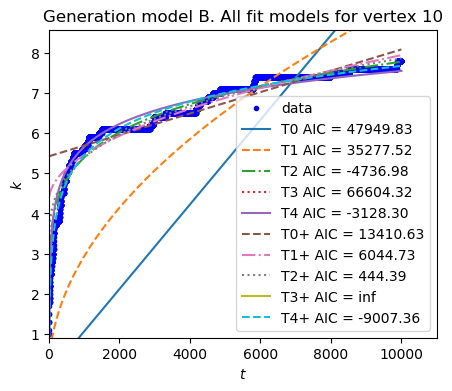 Generation model B. All fit models for vertex 10
8
7
6
5
4
3
2
1
k
0
2000
4000
6000
8000
10000
t
data
T0 AIC = 47949.83
T1 AIC = 35277.52
T2 AIC = -4736.98
T3 AIC = 66604.32
T4 AIC = -3128.30
T0+ AIC = 13410.63
T1+ AIC = 6044.73
T2+ AIC = 444.39
T3+ AIC = inf
T4+ AIC = -9007.36